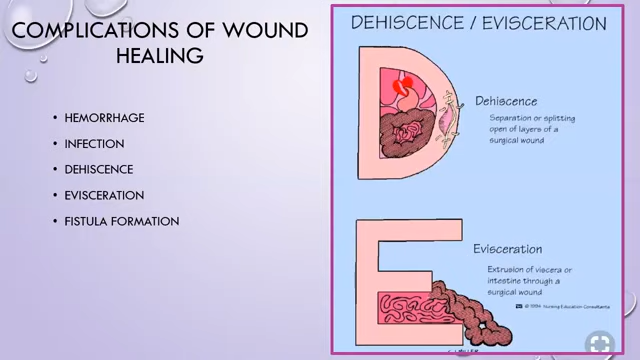 COMPLICATIONS OF WOUND
HEALING
• HEMORRHAGE
• INFECTION
• DEHISCENCE
• EVISCERATION
• FISTULA FORMATION
DEHISCENCE / EVISCERATION
Dehiscence
Separation or splitting
open of layers of a
surgical wound
Evisceration
Extrusion of viscera or
intestine through a
surgical wound
© 1994 Nursing Education Consultants